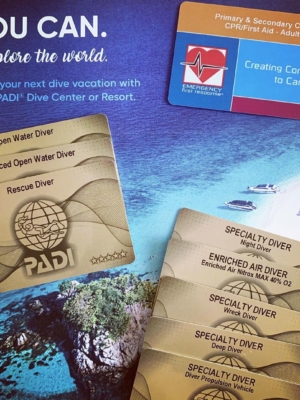 OU CAN.
plore the world.
your next dive vacation with
PADI® Dive Center or Resort.
Primary & Secondary C
CPR/First Aid - Adult
EMERGENCY
first response®
Creating Con
to Car
pen Water Diver
ced Open Water Diver
Rescue Diver
PADI
SPECIALTY DIVER
Night Diver
ENRICHED AIR DIVER
Enriched Air Nitrox MAX 40% O2
SPECIALTY DIVER
Wreck Diver
SPECIALTY DIVER
Deep Diver
SPECIALTY DIVER
Diver Propulsion Vehicle